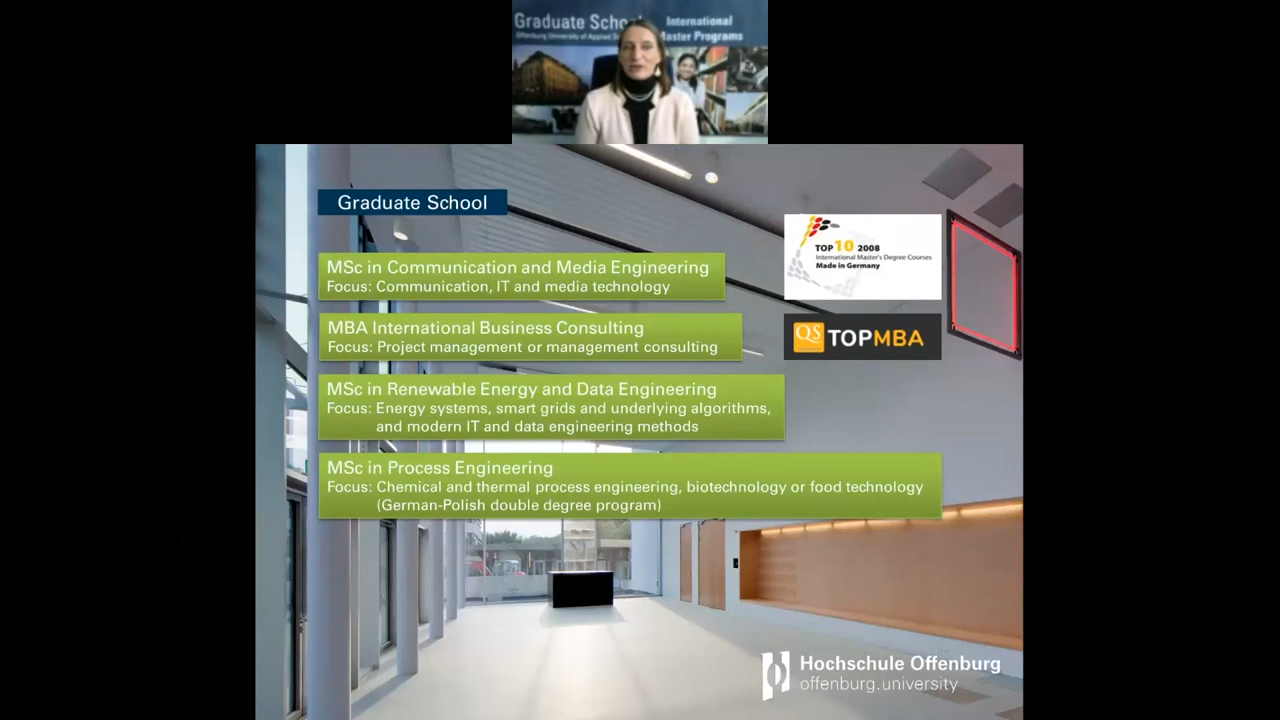 Graduate School
International
Offenburg University of Applied
Master Programs
Graduate School
TOP 10 2008
International Master's Degree Courses
Made in Germany
MSc in Communication and Media Engineering
Focus: Communication, IT and media technology
MBA International Business Consulting
Focus: Project management or management consulting
QS TOPMBA
MSc in Renewable Energy and Data Engineering
Focus: Energy systems, smart grids and underlying algorithms,
and modern IT and data engineering methods
MSc in Process Engineering
Focus: Chemical and thermal process engineering, biotechnology or food technology
(German-Polish double degree program)
Hochschule Offenburg
offenburg.university